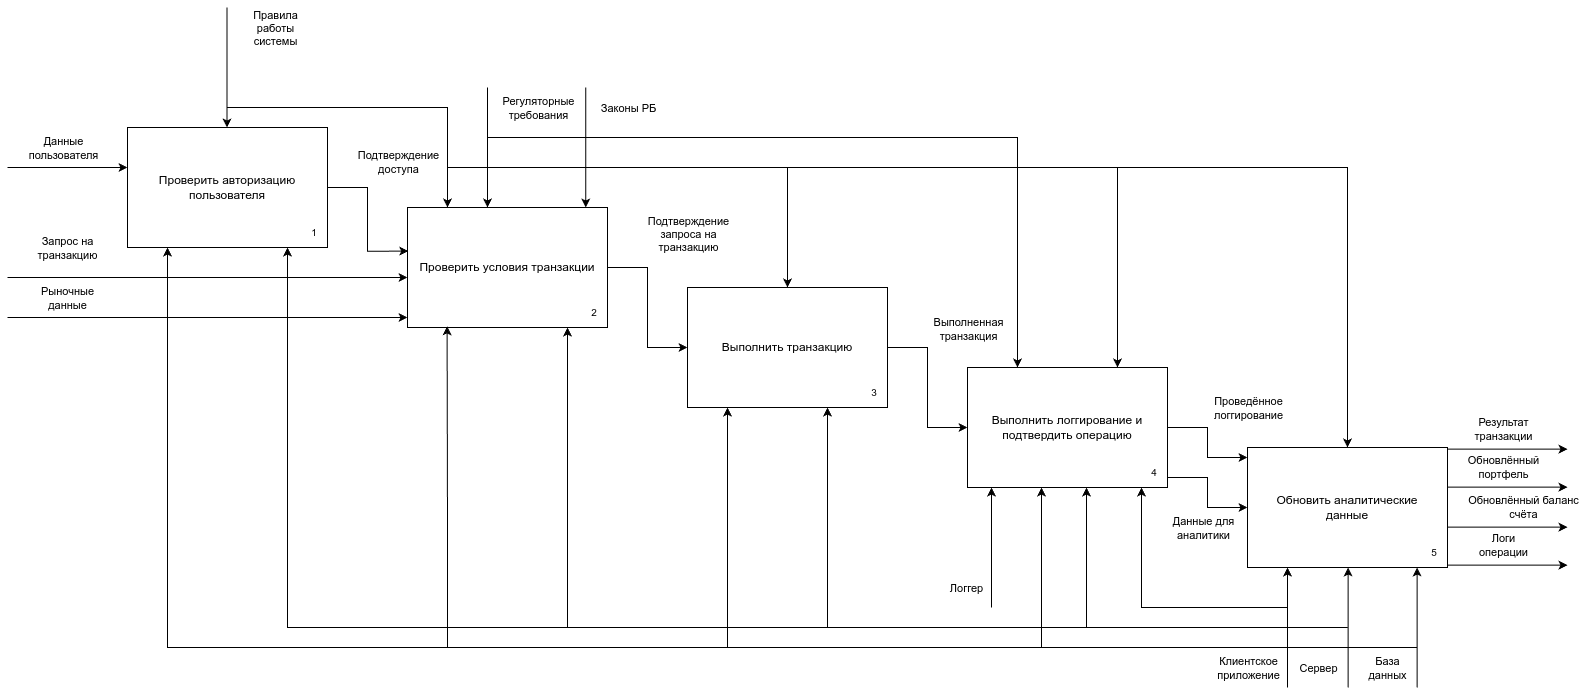 Правила
работы
системы
Регуляторные
требования
Законы РБ
Данные
пользователя
Подтверждение
доступа
Проверить авторизацию
пользователя
1
Запрос на
транзакцию
Рыночные
данные
Проверить условия транзакции
2
Подтверждение
запроса на
транзакцию
Выполнить транзакцию
3
Выполненная
транзакция
Выполнить логгирование и
подтвердить операцию
4
Проведённое
логгирование
Данные для
аналитики
Обновить аналитические
данные
5
Результат
транзакции
Обновлённый
портфель
Обновлённый баланс
счёта
Логи
операции
Логгер
Клиентское
приложение
Сервер
База
данных